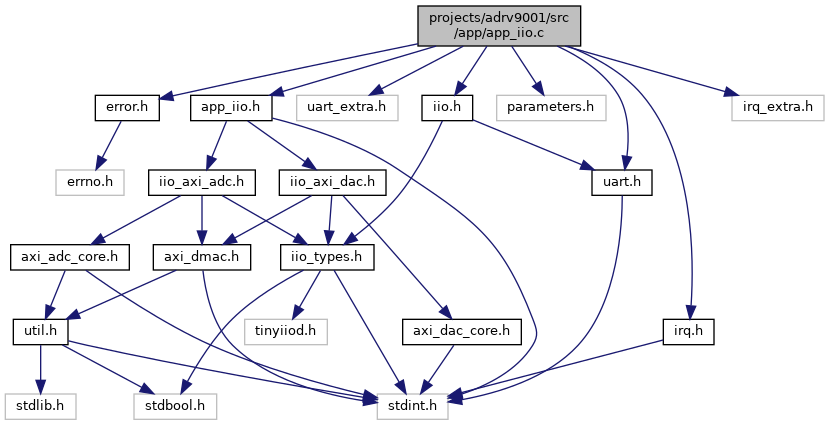 projects/adrv9001/src
/app/app_iio.c
error.h
app_iio.h
uart_extra.h
iio.h
parameters.h
irq_extra.h
errno.h
iio_axi_adc.h
iio_axi_dac.h
uart.h
axi_adc_core.h
axi_dmac.h
iio_types.h
util.h
tinyiiod.h
axi_dac_core.h
irq.h
stdlib.h
stdbool.h
stdint.h